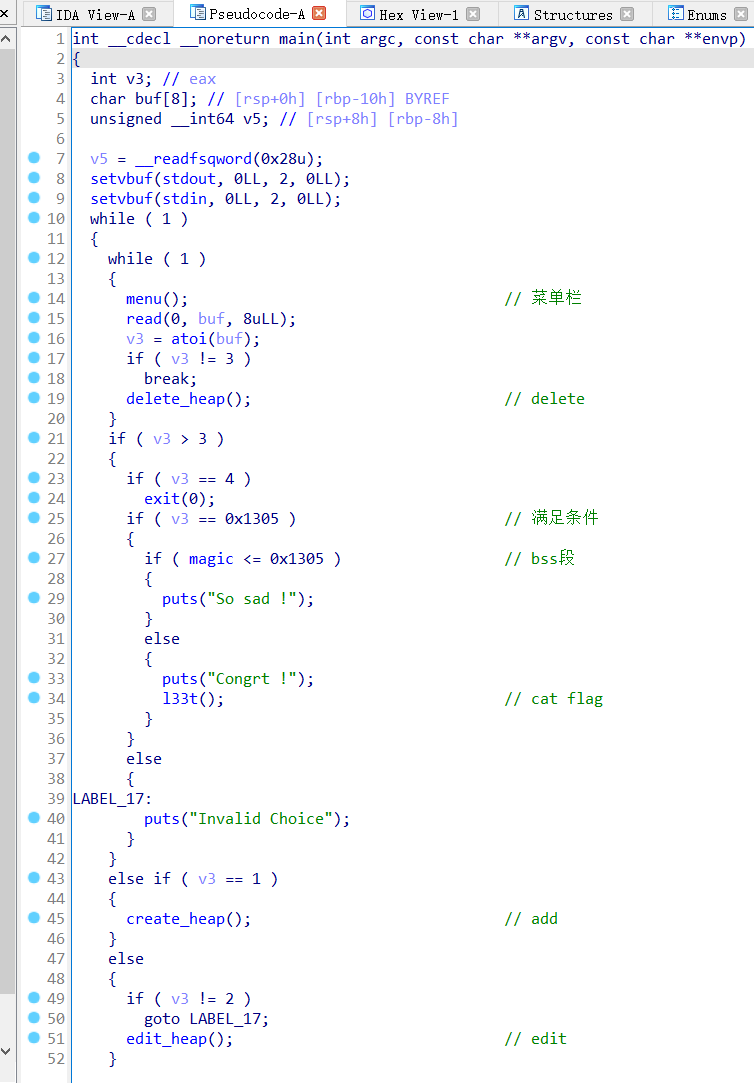 IDA View-A Pseudocode-A Hex View-1 Structures Enums
1 int __cdecl __noreturn main(int argc, const char **argv, const char **envp)
2 {
3   int v3; // eax
4   char buf[8]; // [rsp+0h] [rbp-10h] BYREF
5   unsigned __int64 v5; // [rsp+8h] [rbp-8h]
6
7   v5 = __readfsqword(0x28u);
8   setvbuf(stdout, 0LL, 2, 0LL);
9   setvbuf(stdin, 0LL, 2, 0LL);
10   while ( 1 )
11   {
12     while ( 1 )
13     {
14       menu(); // 菜单栏
15       read(0, buf, 8uLL);
16       v3 = atoi(buf);
17       if ( v3 != 3 )
18         break;
19       delete_heap(); // delete
20     }
21     if ( v3 > 3 )
22     {
23       if ( v3 == 4 )
24         exit(0);
25       if ( v3 == 0x1305 ) // 满足条件
26       {
27         if ( magic <= 0x1305 ) // bss段
28         {
29           puts("So sad !");
30         }
31         else
32         {
33           puts("Congrt !");
34           l33t(); // cat flag
35         }
36       }
37       else
38       {
39 LABEL_17:
40         puts("Invalid Choice");
41       }
42     }
43     else if ( v3 == 1 )
44     {
45       create_heap(); // add
46     }
47     else
48     {
49       if ( v3 != 2 )
50         goto LABEL_17;
51       edit_heap(); // edit
52     }